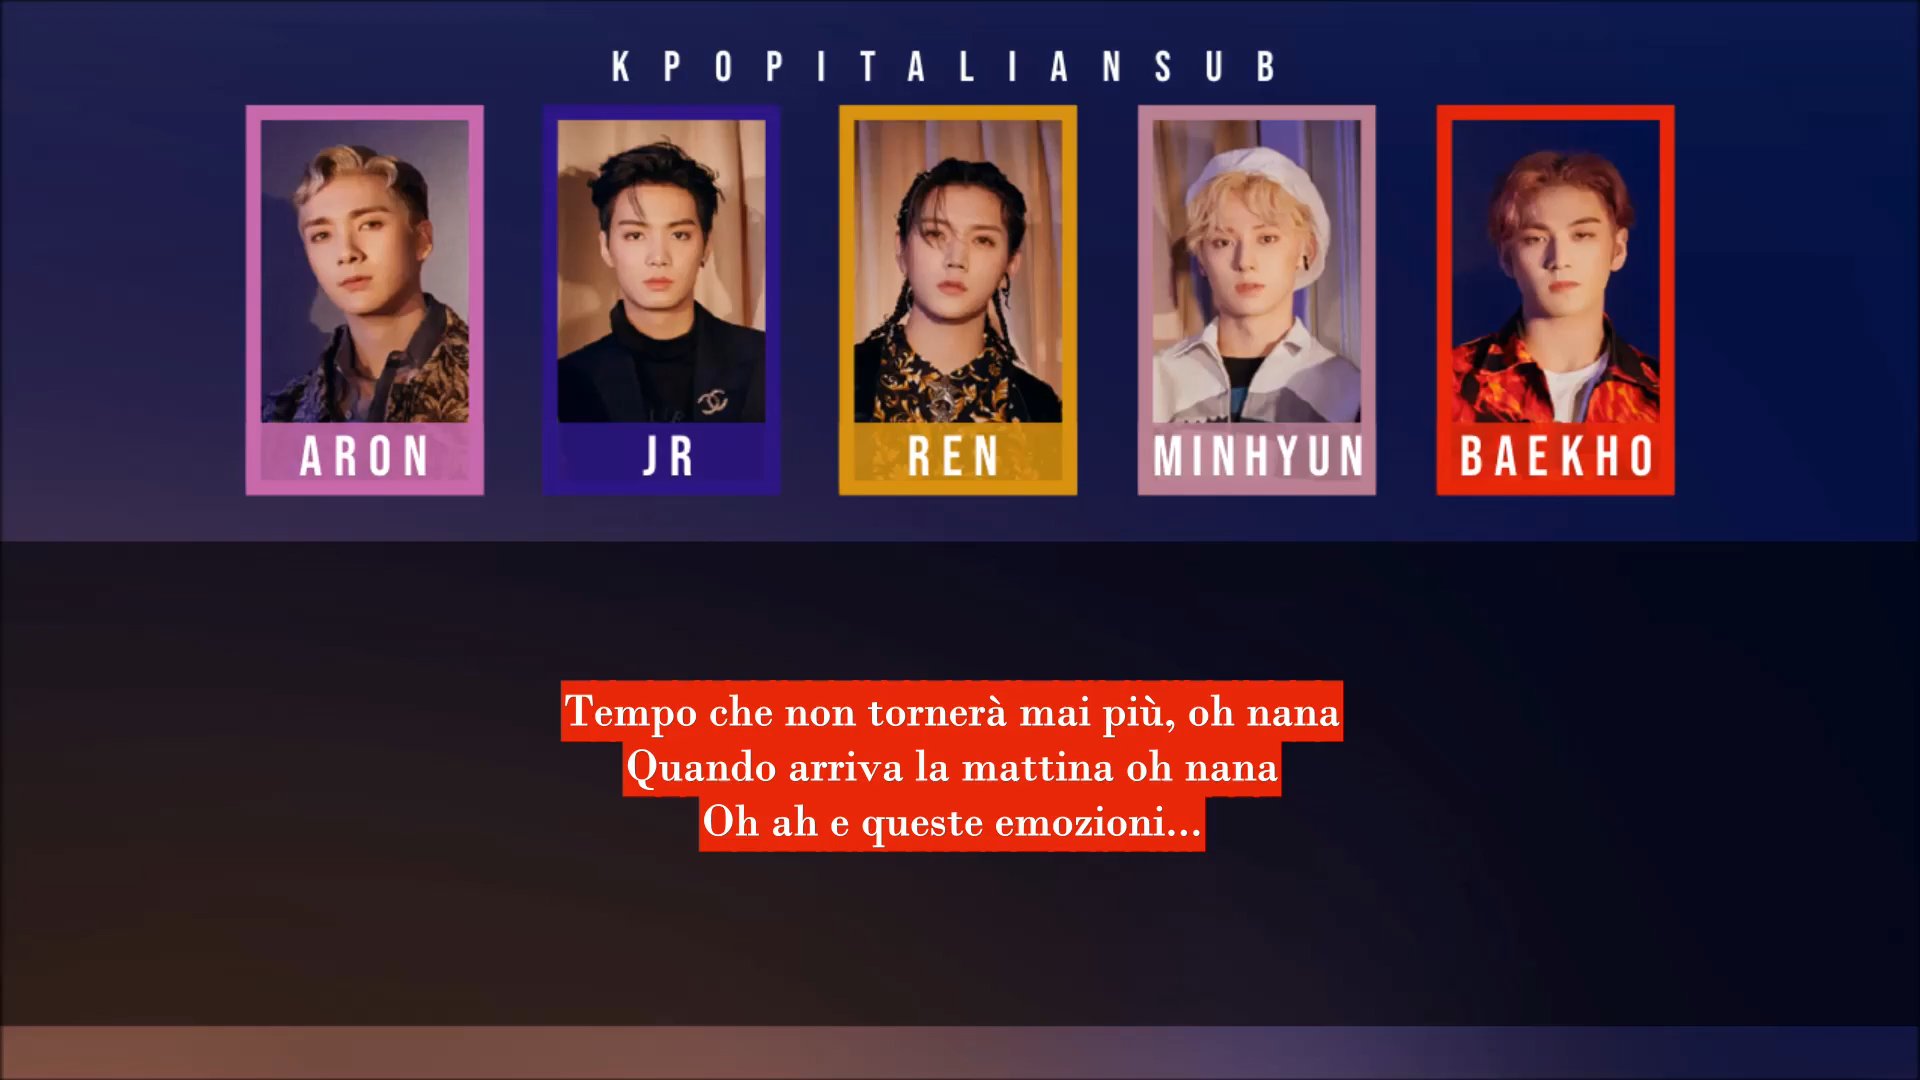 KPOPITALIANSUB
ARON
JR
REN
MINHYUN
BAEKHO
Tempo che non tornerà mai più, oh nana
Quando arriva la mattina oh nana
Oh ah e queste emozioni...